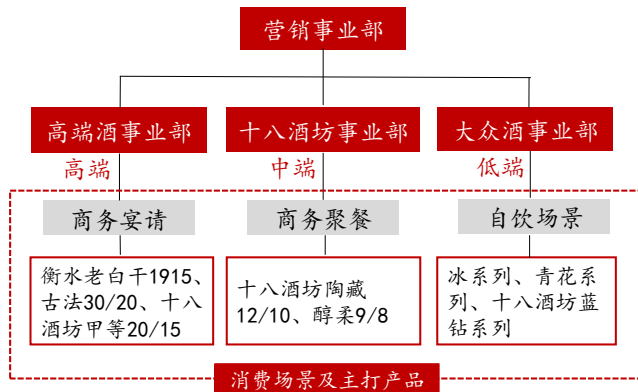 营销事业部
高端酒事业部
十八酒坊事业部
大众酒事业部
高端
中端
低端
商务宴请
商务聚餐
自饮场景
衡水老白干1915、
古法30/20、十八
酒坊甲等20/15
十八酒坊陶藏
12/10、醇柔9/8
冰系列、青花系
列、十八酒坊蓝
钻系列
消费场景及主打产品